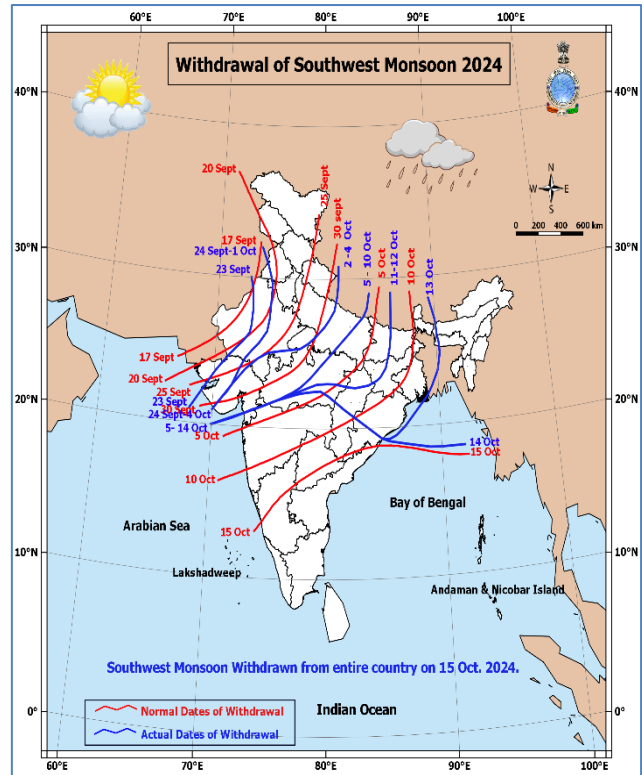 60°E 70°E 80°E 90°E 100°E
Withdrawal of Southwest Monsoon 2024
40°N
40°N
N
W E
S
0 200 400 600 km
20 Sept
25 Sept
30 sept
2 -4 Oct
5 - 10 Oct
11-12 Oct
5 Oct
10 Oct
13 Oct
30°N
30°N
17 Sept
24 Sept-1 Oct
23 Sept
17 Sept
20 Sept
25 Sept
23 Sept
30 Sept
24 Sept-4 Oct
5- 14 Oct
5 Oct
20°N
20°N
14 Oct
15 Oct
10 Oct
15 Oct
Bay of Bengal
Arabian Sea
10°N
10°N
Lakshadweep
Andaman & Nicobar Island
Southwest Monsoon Withdrawn from entire country on 15 Oct. 2024.
0°
0°
Normal Dates of Withdrawal
Actual Dates of Withdrawal
Indian Ocean
60°E 70°E 80°E 90°E